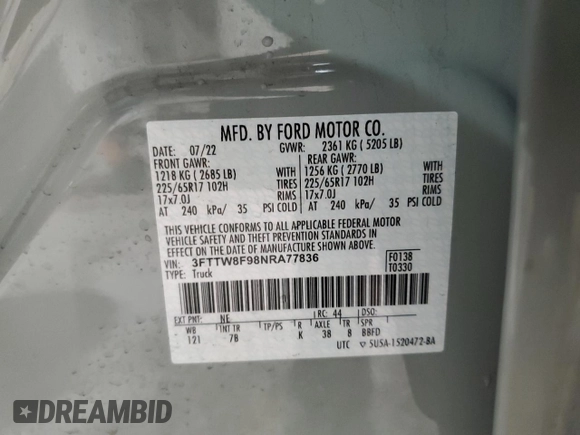 MFD. BY FORD MOTOR CO.
DATE: 07/22 GVWR: 2361 KG ( 5205 LB)
FRONT GAWR: REAR GAWR:
1218 KG ( 2685 LB) 1256 KG ( 2770 LB)
225/65R17 102H TIRES 225/65R17 102H TIRES
17x7.0J RIMS 17x7.0J RIMS
AT 240 kPa/ 35 PSI COLD AT 240 kPa/ 35 PSI COLD
THIS VEHICLE CONFORMS TO ALL APPLICABLE FEDERAL MOTOR
VEHICLE SAFETY AND THEFT PREVENTION STANDARDS IN
EFFECT ON THE DATE OF MANUFACTURE SHOWN ABOVE.
VIN: 3FTTW8F98NRA77836 F0138
TYPE: Truck T0330
EXT PNT: NE RC: 44 DSO:
WB INT TR TP/PS R AXLE TR SPR
121 7B K 38 8 BBFD
UTC ▽ 5U5A-1520472-BA
DREAMBID